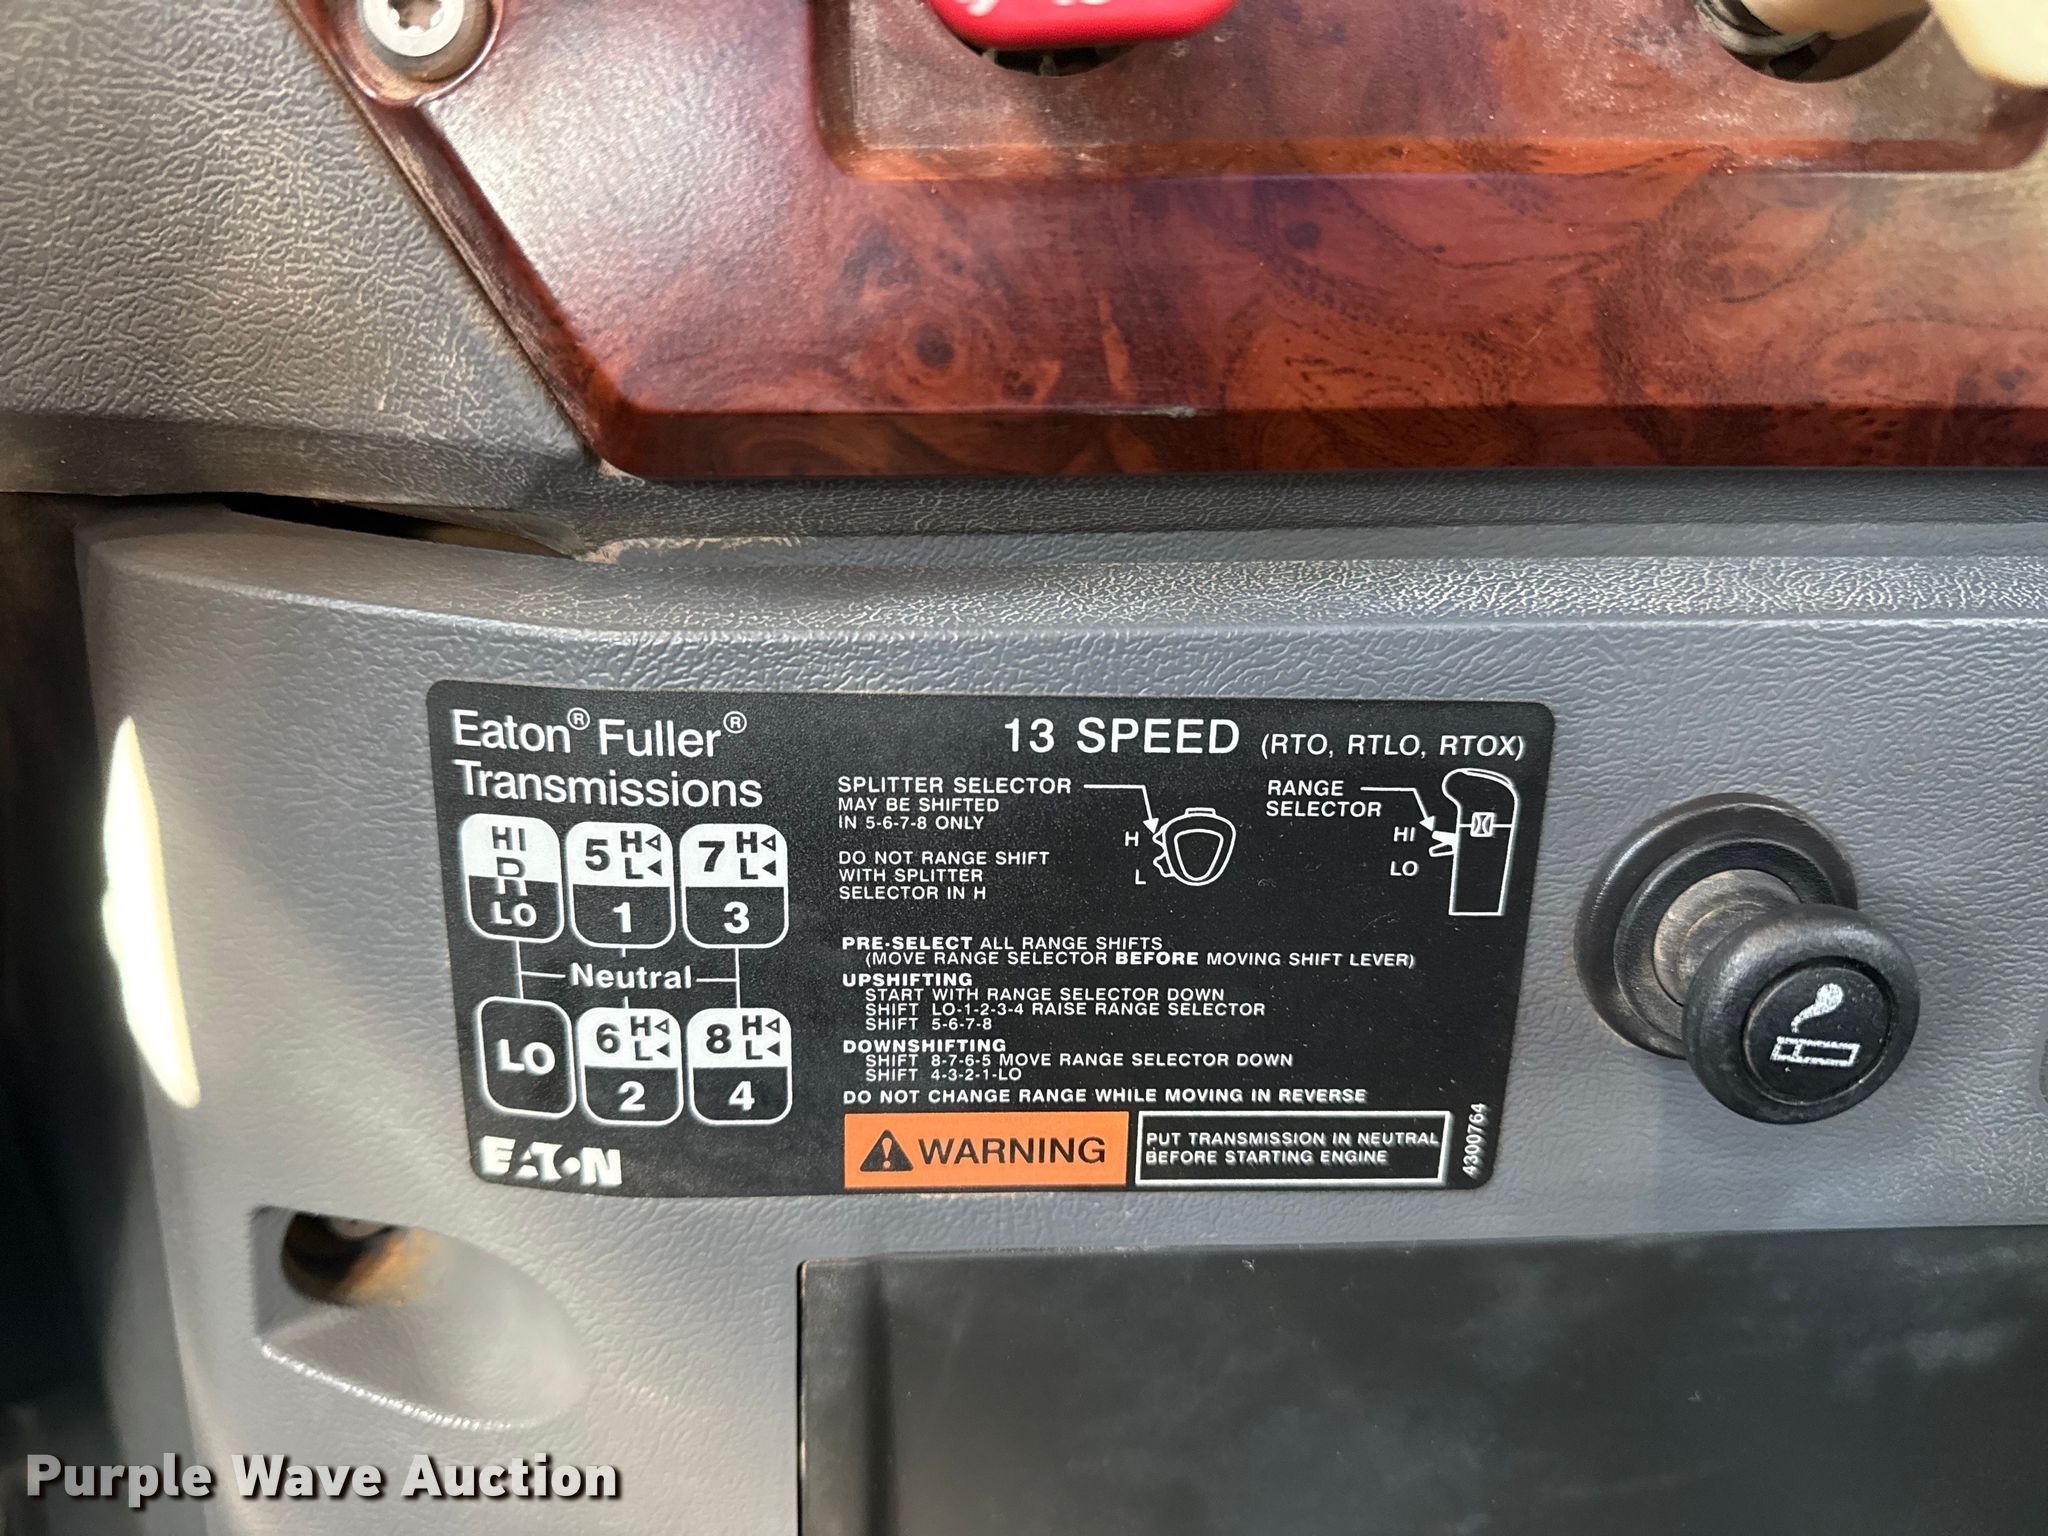 Eaton® Fuller®
Transmissions
13 SPEED (RTO, RTLO, RTOX)
HI
R
LO
5 H L
1
7 H L
3
Neutral
LO
6 H L
2
8 H L
4
EATON
SPLITTER SELECTOR
MAY BE SHIFTED
IN 5-6-7-8 ONLY
DO NOT RANGE SHIFT
WITH SPLITTER
SELECTOR IN H
H
L
RANGE
SELECTOR
HI
LO
PRE-SELECT ALL RANGE SHIFTS
(MOVE RANGE SELECTOR BEFORE MOVING SHIFT LEVER)
UPSHIFTING
START WITH RANGE SELECTOR DOWN
SHIFT LO-1-2-3-4 RAISE RANGE SELECTOR
SHIFT 5-6-7-8
DOWNSHIFTING
SHIFT 8-7-6-5 MOVE RANGE SELECTOR DOWN
SHIFT 4-3-2-1-LO
DO NOT CHANGE RANGE WHILE MOVING IN REVERSE
WARNING
PUT TRANSMISSION IN NEUTRAL
BEFORE STARTING ENGINE
4300764
Purple Wave Auction